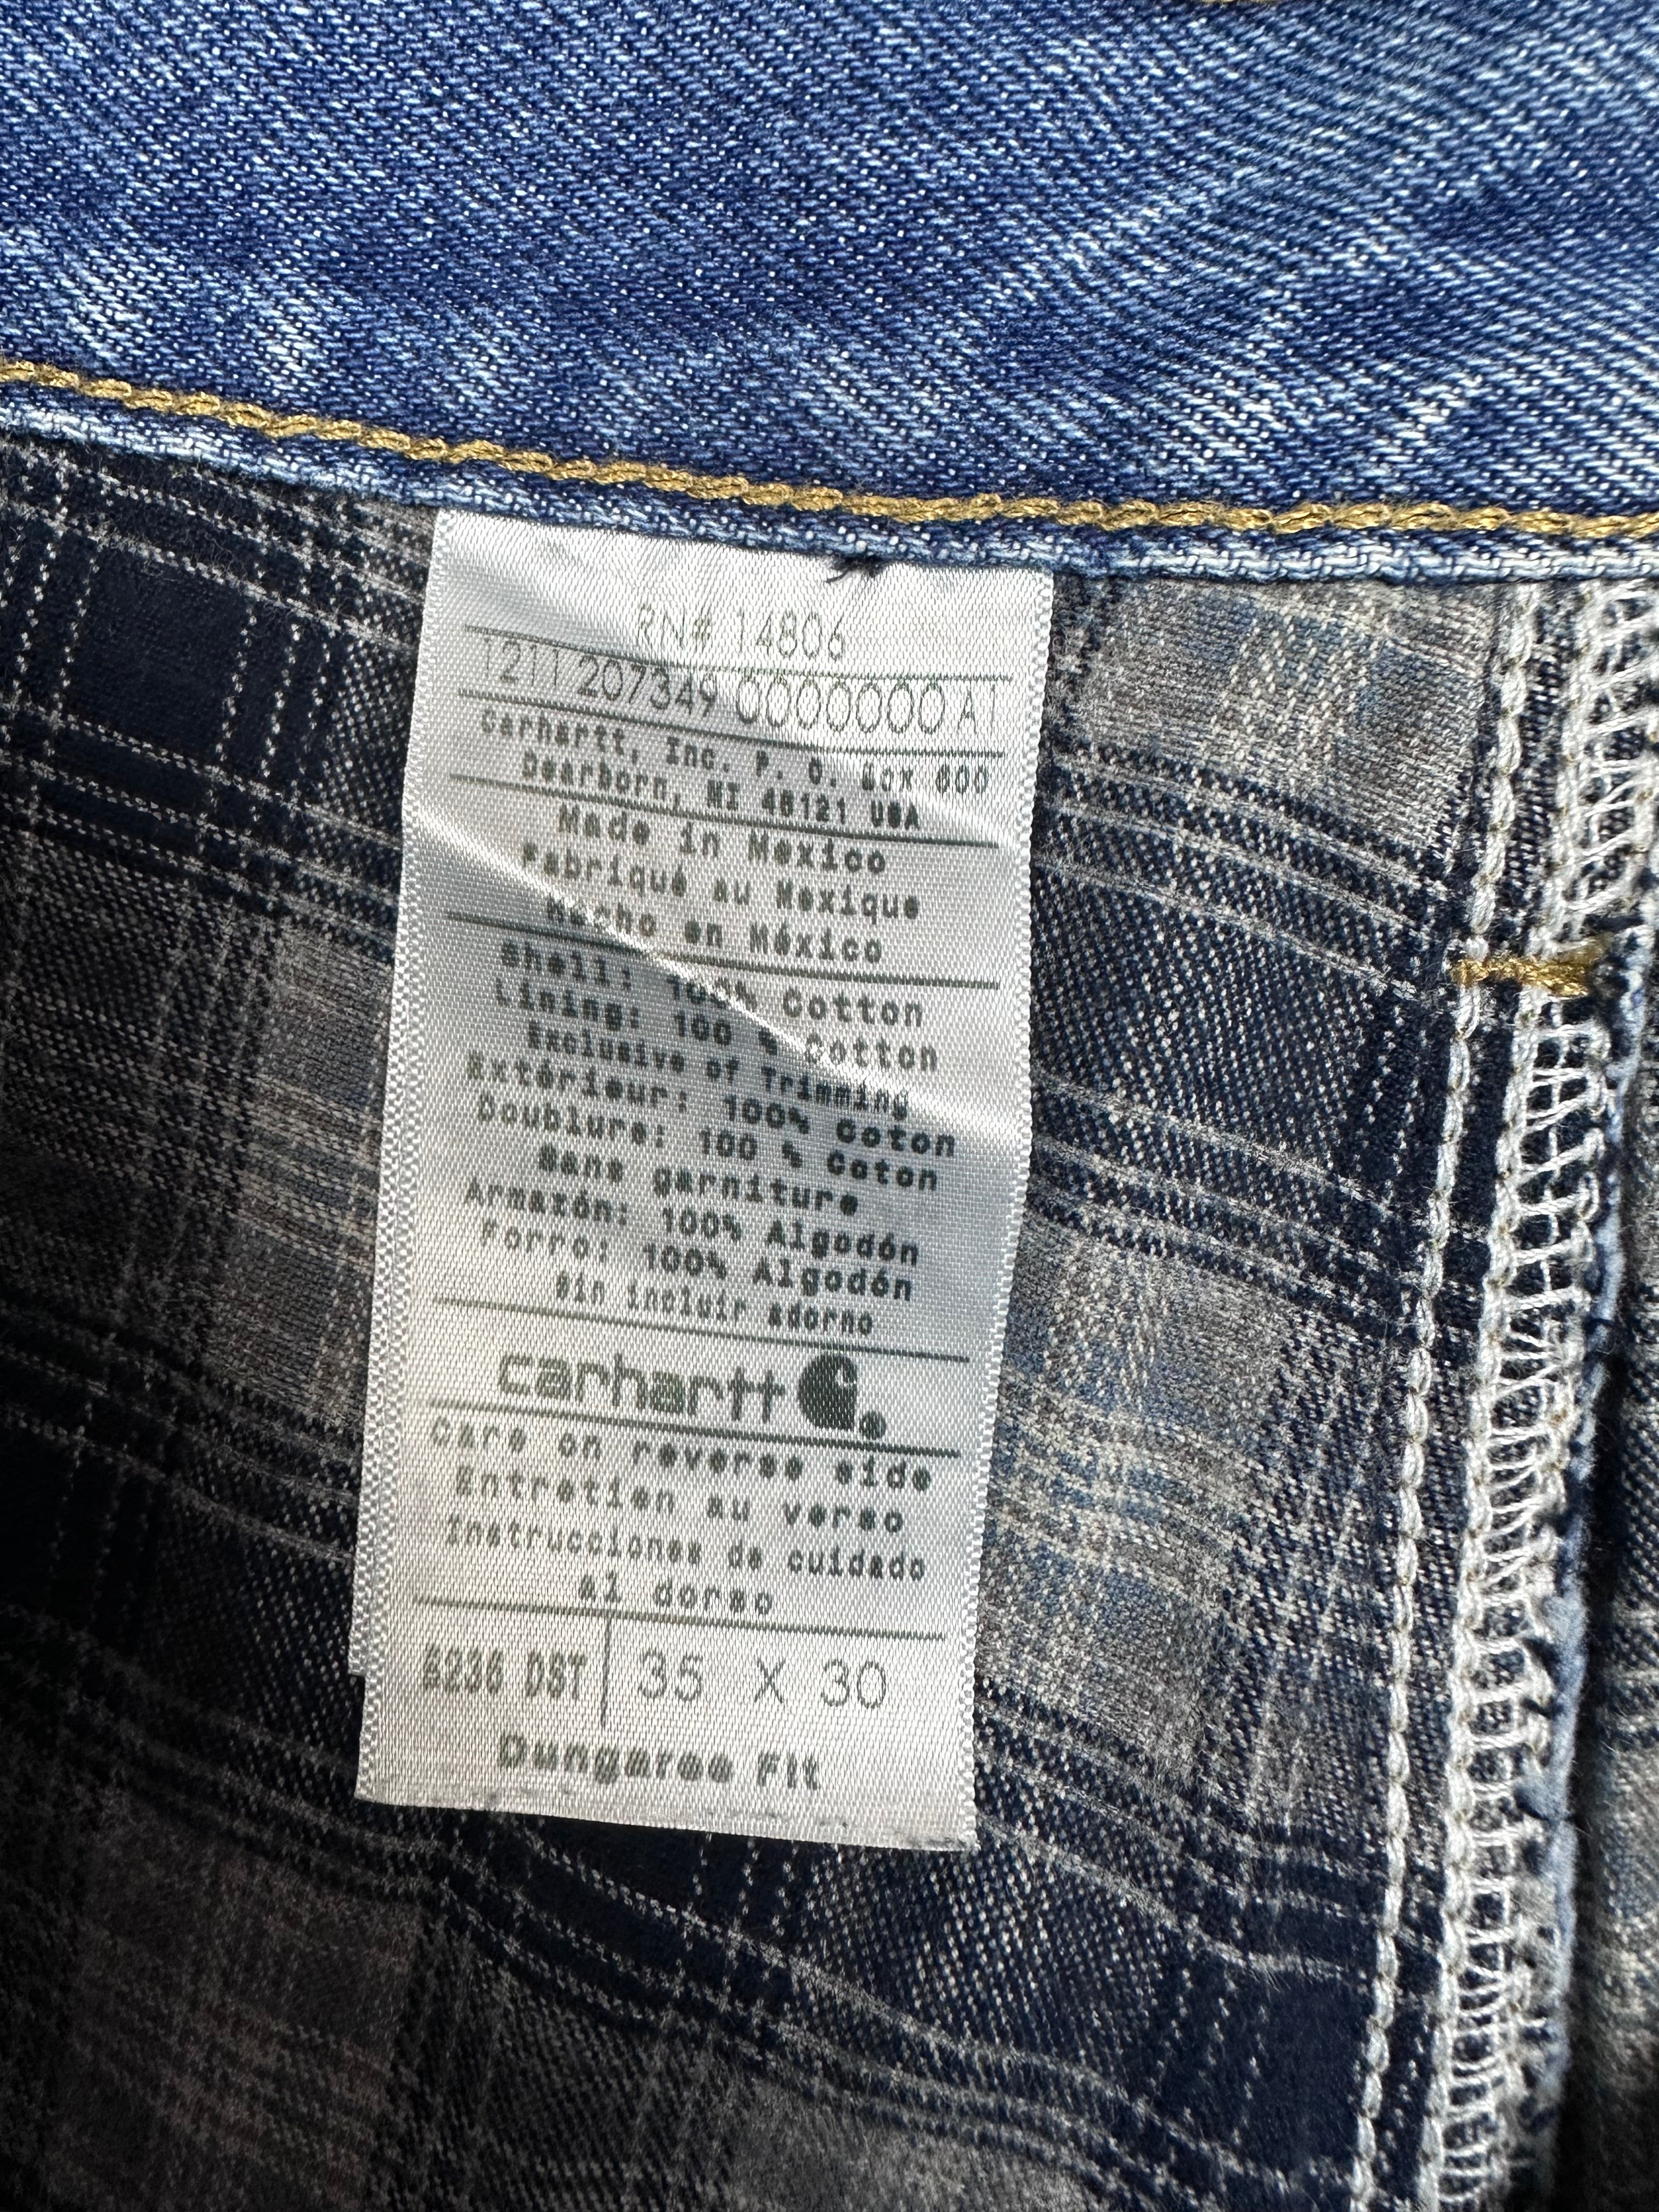 RN# 14806
1211 207349 0000000 A1
Carhartt, Inc. P. O. Box 600
Dearborn, MI 48121 USA
Made in Mexico
Fabriqué au Mexique
Hecho en México
Shell: 100% Cotton
Lining: 100 % Cotton
Exclusive of Trimming
Extérieur: 100% coton
Doublure: 100 % coton
Sans garniture
Armazón: 100% Algodón
Forro: 100% Algodón
Sin incluir adorno
carhartt
Care on reverse side
Entretien au verso
Instrucciones de cuidado
al dorso
DST 35 X 30
Dungaree Fit